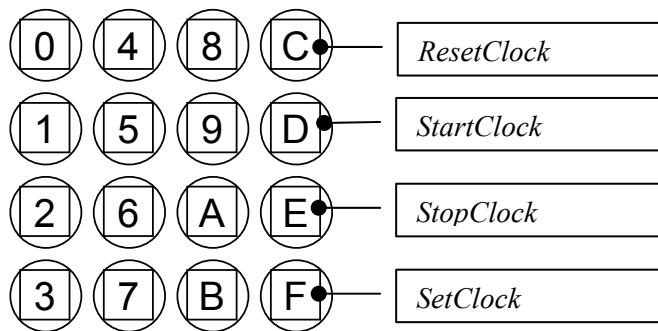 0 4 8 C ResetClock
1 5 9 D StartClock
2 6 A E StopClock
3 7 B F SetClock